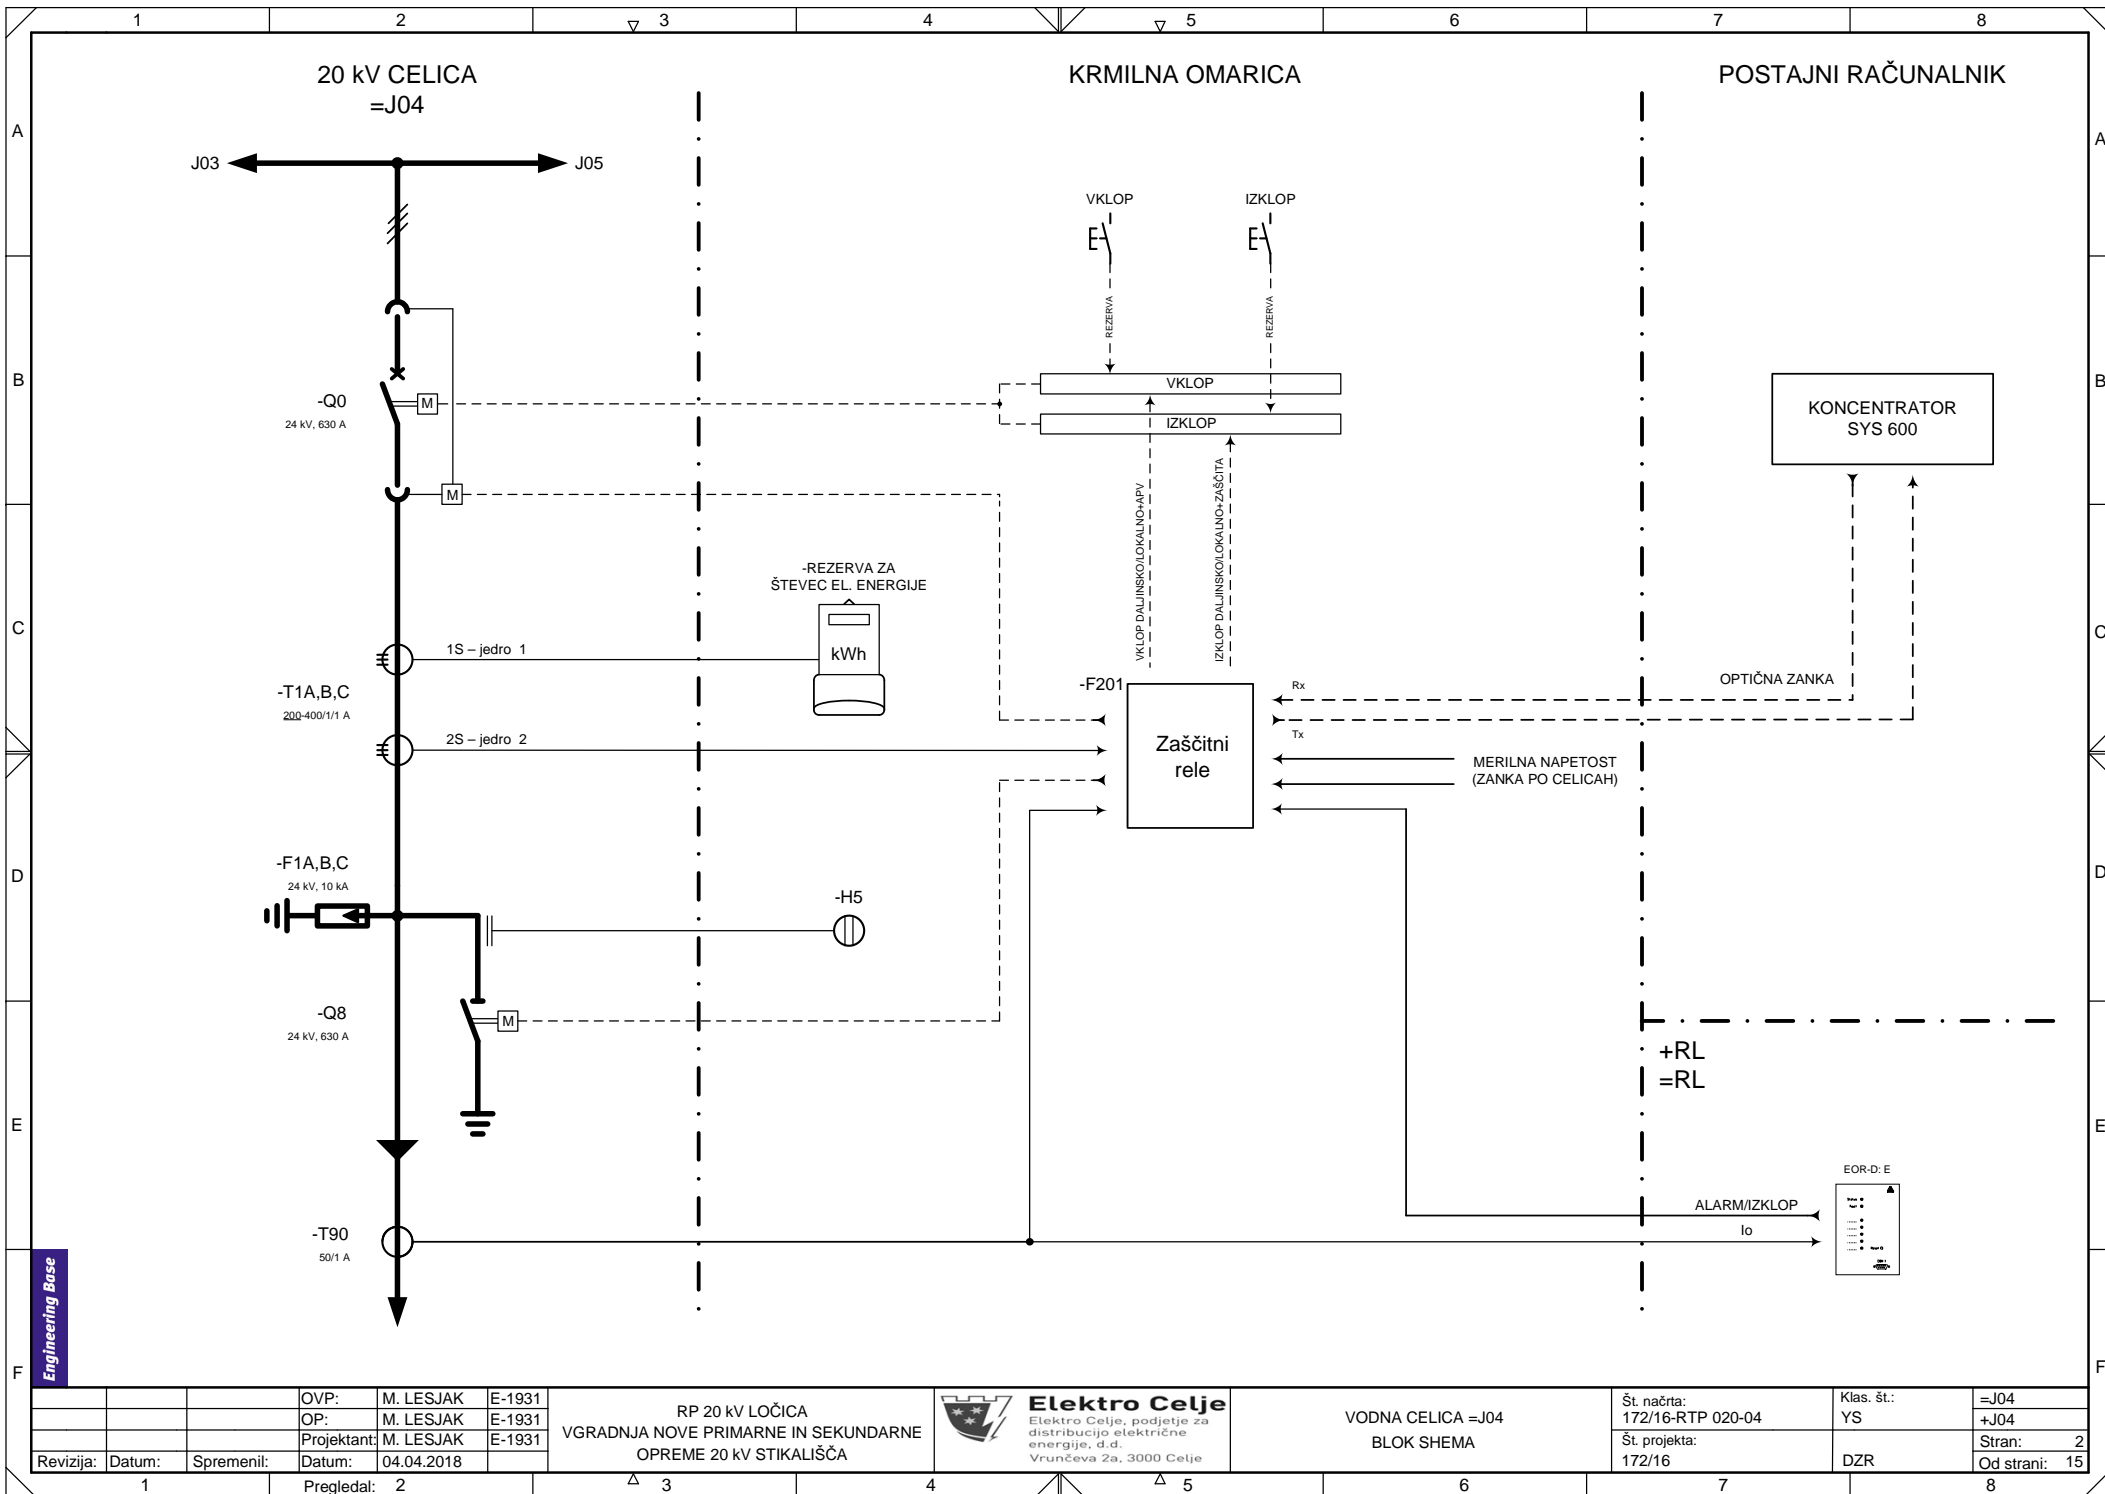 1 2 3 4 5 6 7 8
20 kV CELICA
=J04
KRMILNA OMARICA
POSTAJNI RAČUNALNIK
A
A
J03
J05
VKLOP
IZKLOP
REZERVA
REZERVA
B
B
VKLOP
IZKLOP
-Q0
24 kV, 630 A
M
M
KONCENTRATOR
SYS 600
VKLOP DALJINSKO/LOKALNO+APV
IZKLOP DALJINSKO/LOKALNO+ZAŠČITA
-REZERVA ZA
ŠTEVEC EL. ENERGIJE
kWh
C
C
1S – jedro 1
-T1A,B,C
200-400/1/1 A
2S – jedro 2
-F201
Zaščitni
rele
Rx
Tx
OPTIČNA ZANKA
MERILNA NAPETOST
(ZANKA PO CELICAH)
D
D
-F1A,B,C
24 kV, 10 kA
-H5
-Q8
24 kV, 630 A
M
+RL
=RL
E
E
EOR-D: E
ALARM/IZKLOP
Io
-T90
50/1 A
F
F
Engineering Base
OVP: M. LESJAK E-1931
OP: M. LESJAK E-1931
Projektant: M. LESJAK E-1931
Revizija: Datum: Spremenil: Datum: 04.04.2018
RP 20 kV LOČICA
VGRADNJA NOVE PRIMARNE IN SEKUNDARNE
OPREME 20 kV STIKALIŠČA
Elektro Celje
Elektro Celje, podjetje za
distribucijo električne
energije, d.d.
Vrunčeva 2a, 3000 Celje
VODNA CELICA =J04
BLOK SHEMA
Št. načrta:
172/16-RTP 020-04
Št. projekta:
172/16
Klas. št.:
YS
DZR
=J04
+J04
Stran: 2
Od strani: 15
Pregledal:
1 2 3 4 5 6 7 8